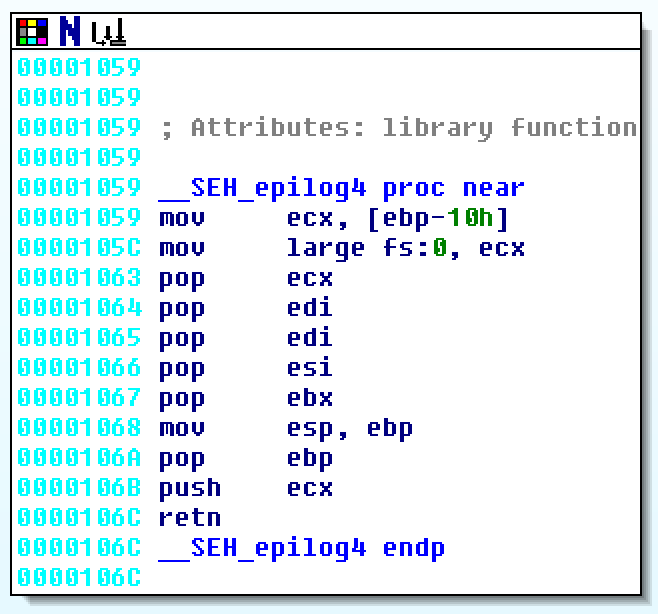 N
00001059
00001059
00001059 ; Attributes: library function
00001059
00001059 __SEH_epilog4 proc near
00001059 mov     ecx, [ebp-10h]
0000105C mov     large fs:0, ecx
00001063 pop     ecx
00001064 pop     edi
00001065 pop     edi
00001066 pop     esi
00001067 pop     ebx
00001068 mov     esp, ebp
0000106A pop     ebp
0000106B push    ecx
0000106C retn
0000106C __SEH_epilog4 endp
0000106C